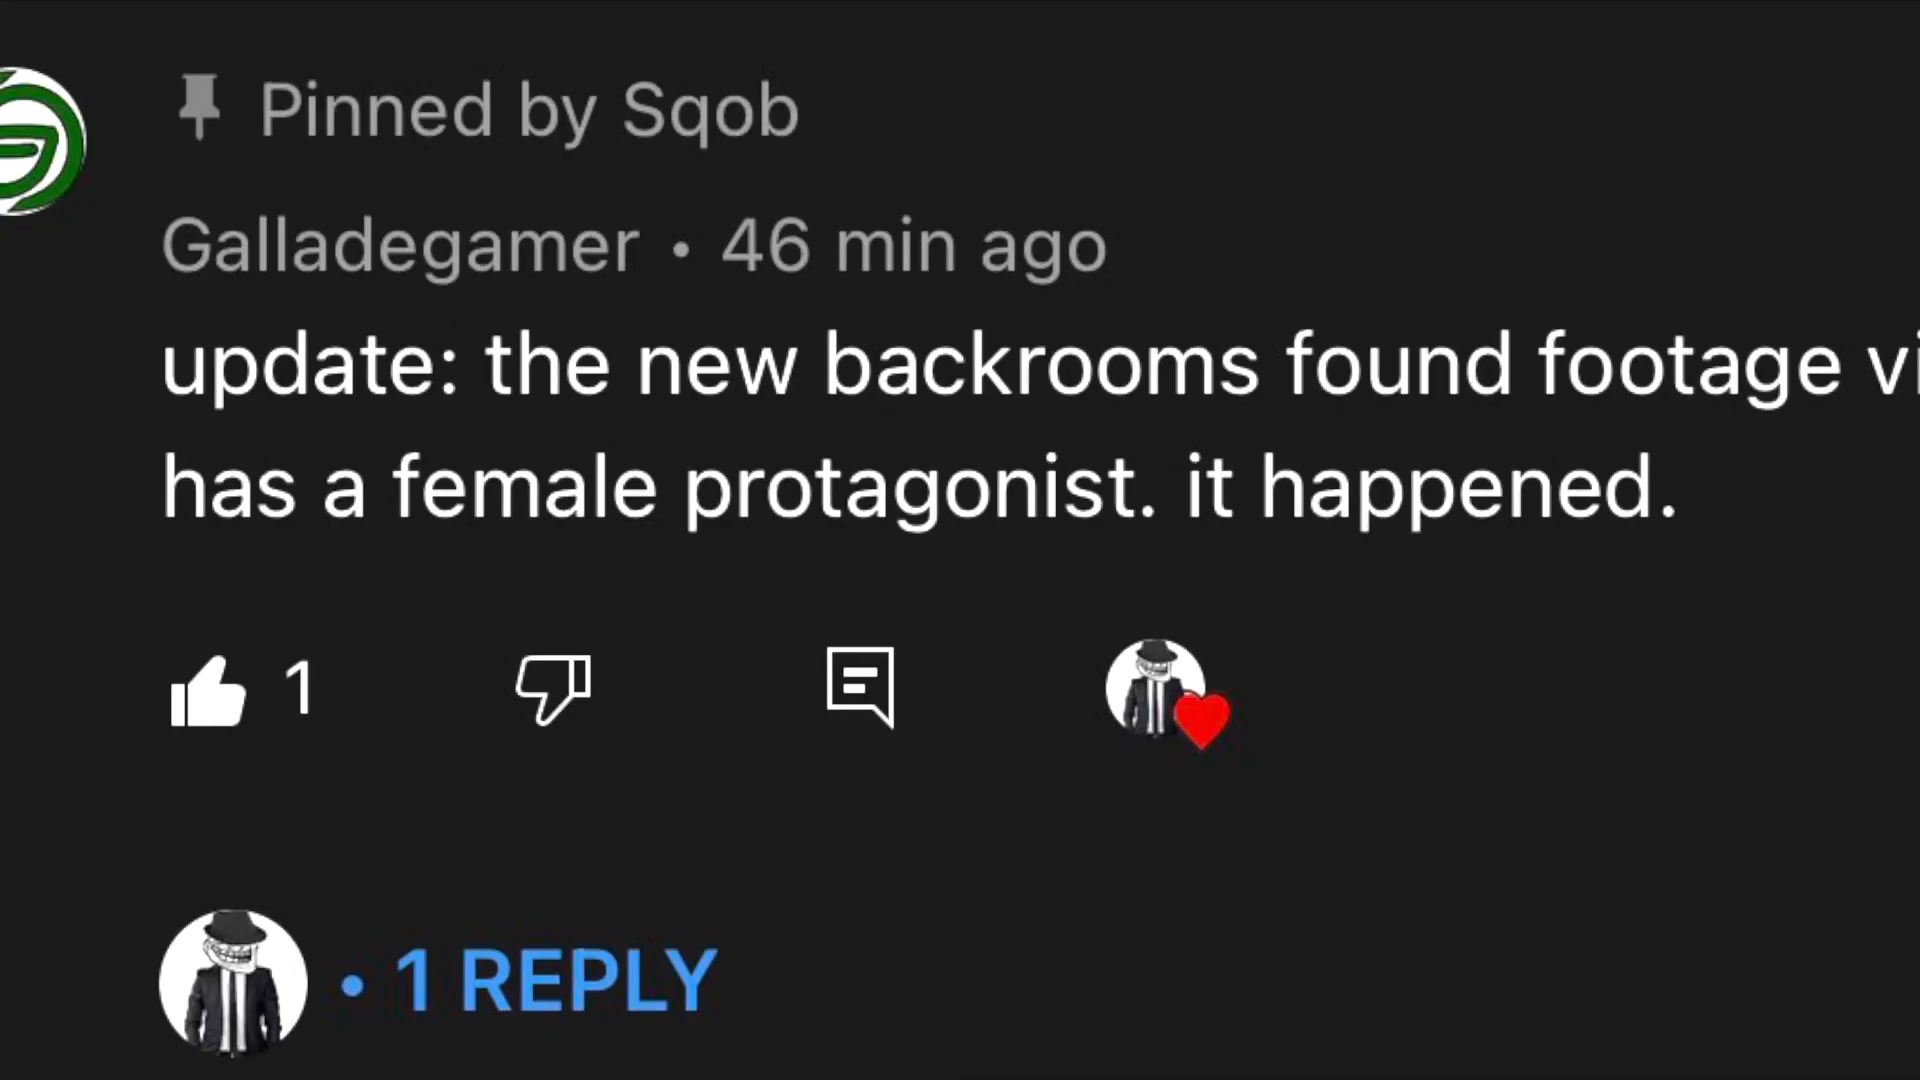 Pinned by Sqob
Galladegamer • 46 min ago
update: the new backrooms found footage
has a female protagonist. it happened.
1
• 1 REPLY